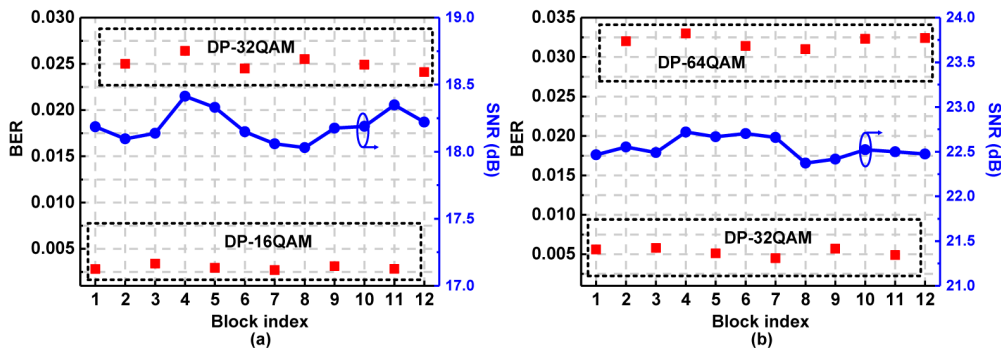 0.030
0.025
0.020
0.015
0.010
0.005
BER
DP-32QAM
DP-16QAM
19.0
18.5
18.0
17.5
17.0
SNR (dB)
1 2 3 4 5 6 7 8 9 10 11 12
Block index
(a)
0.035
0.030
0.025
0.020
0.015
0.010
0.005
BER
DP-64QAM
DP-32QAM
24.0
23.5
23.0
22.5
22.0
21.5
21.0
SNR (dB)
1 2 3 4 5 6 7 8 9 10 11 12
Block index
(b)